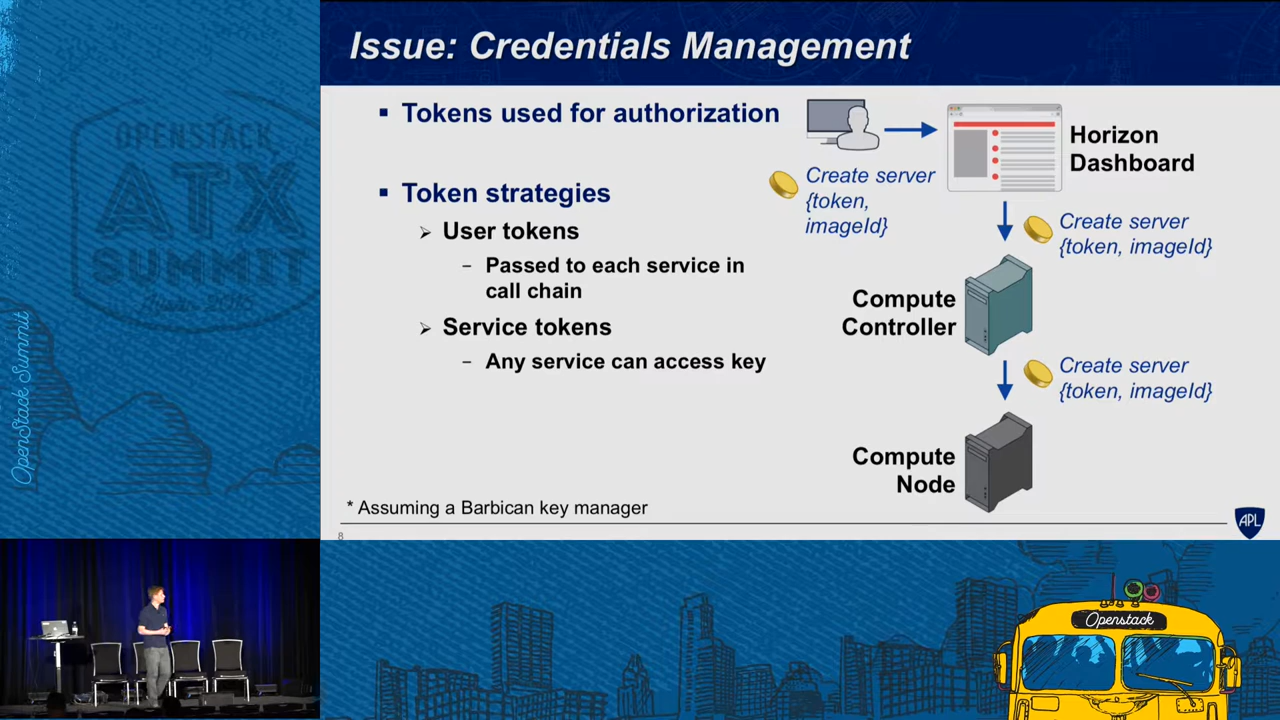 Issue: Credentials Management
▪ Tokens used for authorization
▪ Token strategies
➢ User tokens
– Passed to each service in
call chain
➢ Service tokens
– Any service can access key
* Assuming a Barbican key manager
8
Create server
{token,
imageId}
Horizon
Dashboard
Create server
{token, imageId}
Compute
Controller
Create server
{token, imageId}
Compute
Node
APL
OPENSTACK
ATX
SUMMIT
OpenStack Summit
Openstack